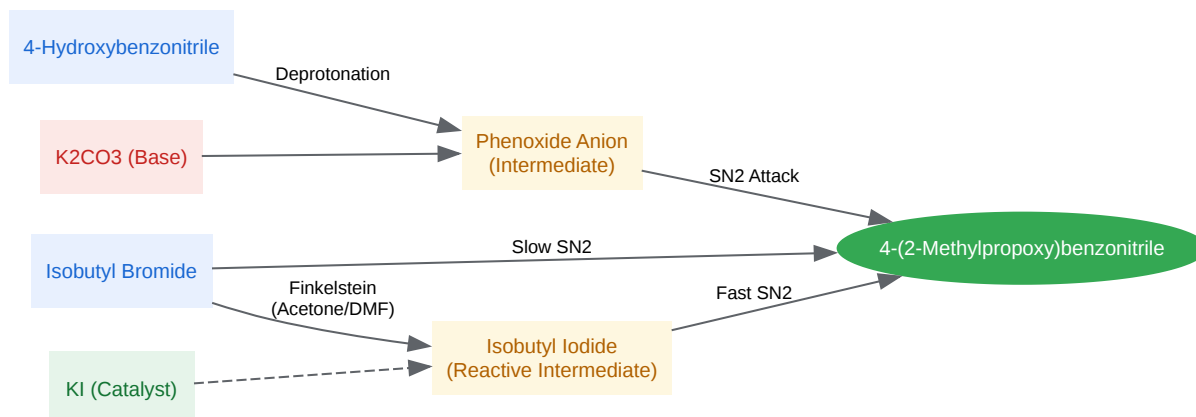 4-Hydroxybenzonitrile
Deprotonation
K2CO3 (Base)
Phenoxide Anion
(Intermediate)
SN2 Attack
Isobutyl Bromide
Slow SN2
4-(2-Methylpropoxy)benzonitrile
Finkelstein
(Acetone/DMF)
Fast SN2
Isobutyl Iodide
(Reactive Intermediate)
KI (Catalyst)